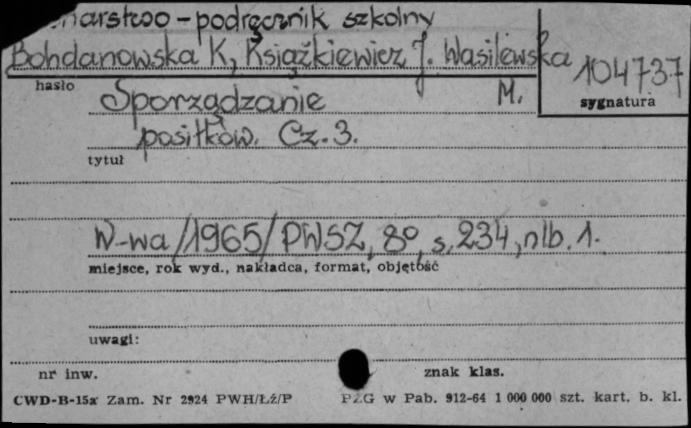 narstwo - podręcznik szkolny
Bohdanowska K, Książkiewicz J. Wasilewska
104737
hasło
Sporządzanie M.
sygnatura
posiłków. Cz. 3.
tytuł
W-wa /1965/ PWSZ, 8°, s. 234, nlb. 1.
miejsce, rok wyd., nakładca, format, objętość
uwagi:
nr inw. znak klas.
CWD-B-15a Zam. Nr 2924 PWH/Łź/P PZG w Pab. 912-64 1 000 000 szt. kart. b. kl.